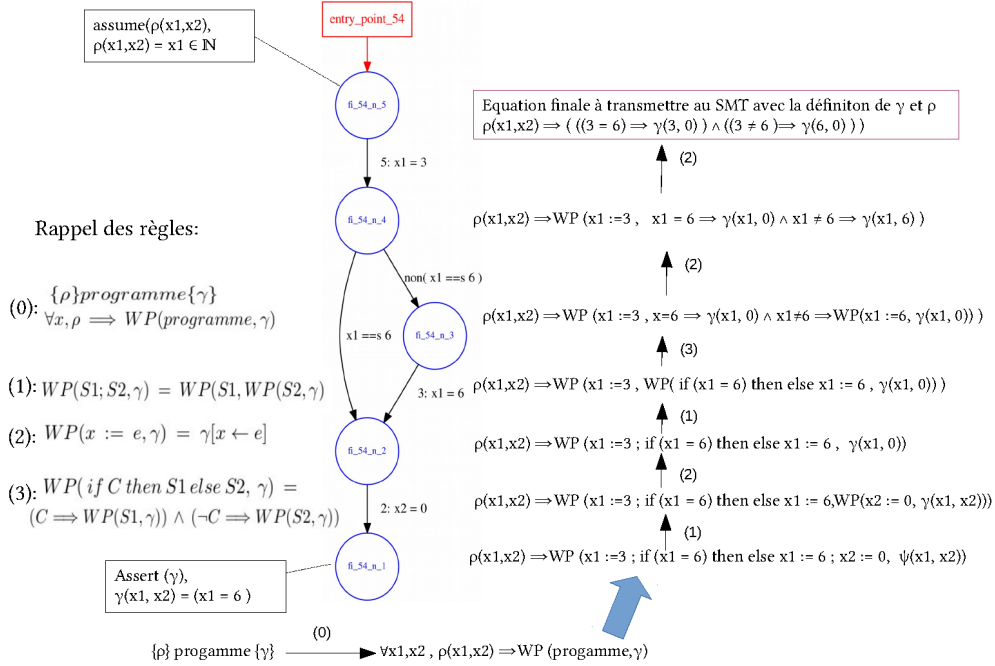 assume(ρ(x1,x2),
ρ(x1,x2) = x1 ∈ ℕ
entry_point_54
fi_54_n_5
5: x1 = 3
fi_54_n_4
non( x1 ==s 6 )
x1 ==s 6
fi_54_n_3
3: x1 = 6
fi_54_n_2
2: x2 = 0
fi_54_n_1
Rappel des règles:
(0): {ρ}programme{γ}
∀x, ρ ⟹ WP(programme, γ)
(1): WP(S1; S2, γ) = WP(S1, WP(S2, γ)
(2): WP(x := e, γ) = γ[x ← e]
(3): WP( if C then S1 else S2, γ) =
(C ⟹ WP(S1, γ)) ∧ (¬C ⟹ WP(S2, γ))
Assert (γ),
γ(x1, x2) = (x1 = 6 )
Equation finale à transmettre au SMT avec la définiton de γ et ρ
ρ(x1,x2) ⟹ ( ((3 = 6) ⟹ γ(3, 0) ) ∧ ((3 ≠ 6 )⟹ γ(6, 0) ) )
(2)
ρ(x1,x2) ⟹WP (x1 :=3 , x1 = 6 ⟹ γ(x1, 0) ∧ x1 ≠ 6 ⟹ γ(x1, 6) )
(2)
ρ(x1,x2) ⟹WP (x1 :=3 , x=6 ⟹ γ(x1, 0) ∧ x1≠6 ⟹WP(x1 :=6, γ(x1, 0)) )
(3)
ρ(x1,x2) ⟹WP (x1 :=3 , WP( if (x1 = 6) then else x1 := 6 , γ(x1, 0)) )
(1)
ρ(x1,x2) ⟹WP (x1 :=3 ; if (x1 = 6) then else x1 := 6 , γ(x1, 0))
(2)
ρ(x1,x2) ⟹WP (x1 :=3 ; if (x1 = 6) then else x1 := 6,WP(x2 := 0, γ(x1, x2)))
(1)
ρ(x1,x2) ⟹WP (x1 :=3 ; if (x1 = 6) then else x1 := 6 ; x2 := 0, ψ(x1, x2))
(0)
{ρ} progamme {γ} ∀x1,x2 , ρ(x1,x2) ⟹WP (progamme,γ)